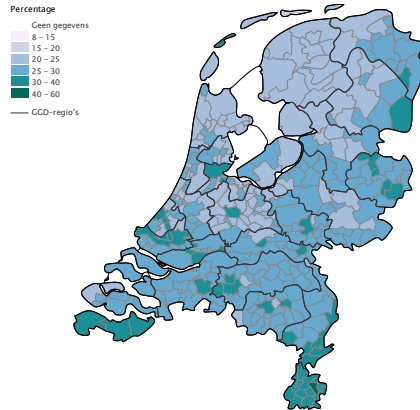 Percentage
Geen gegevens
8 - 15
15 - 20
20 - 25
25 - 30
30 - 40
40 - 60
GGD-regio's